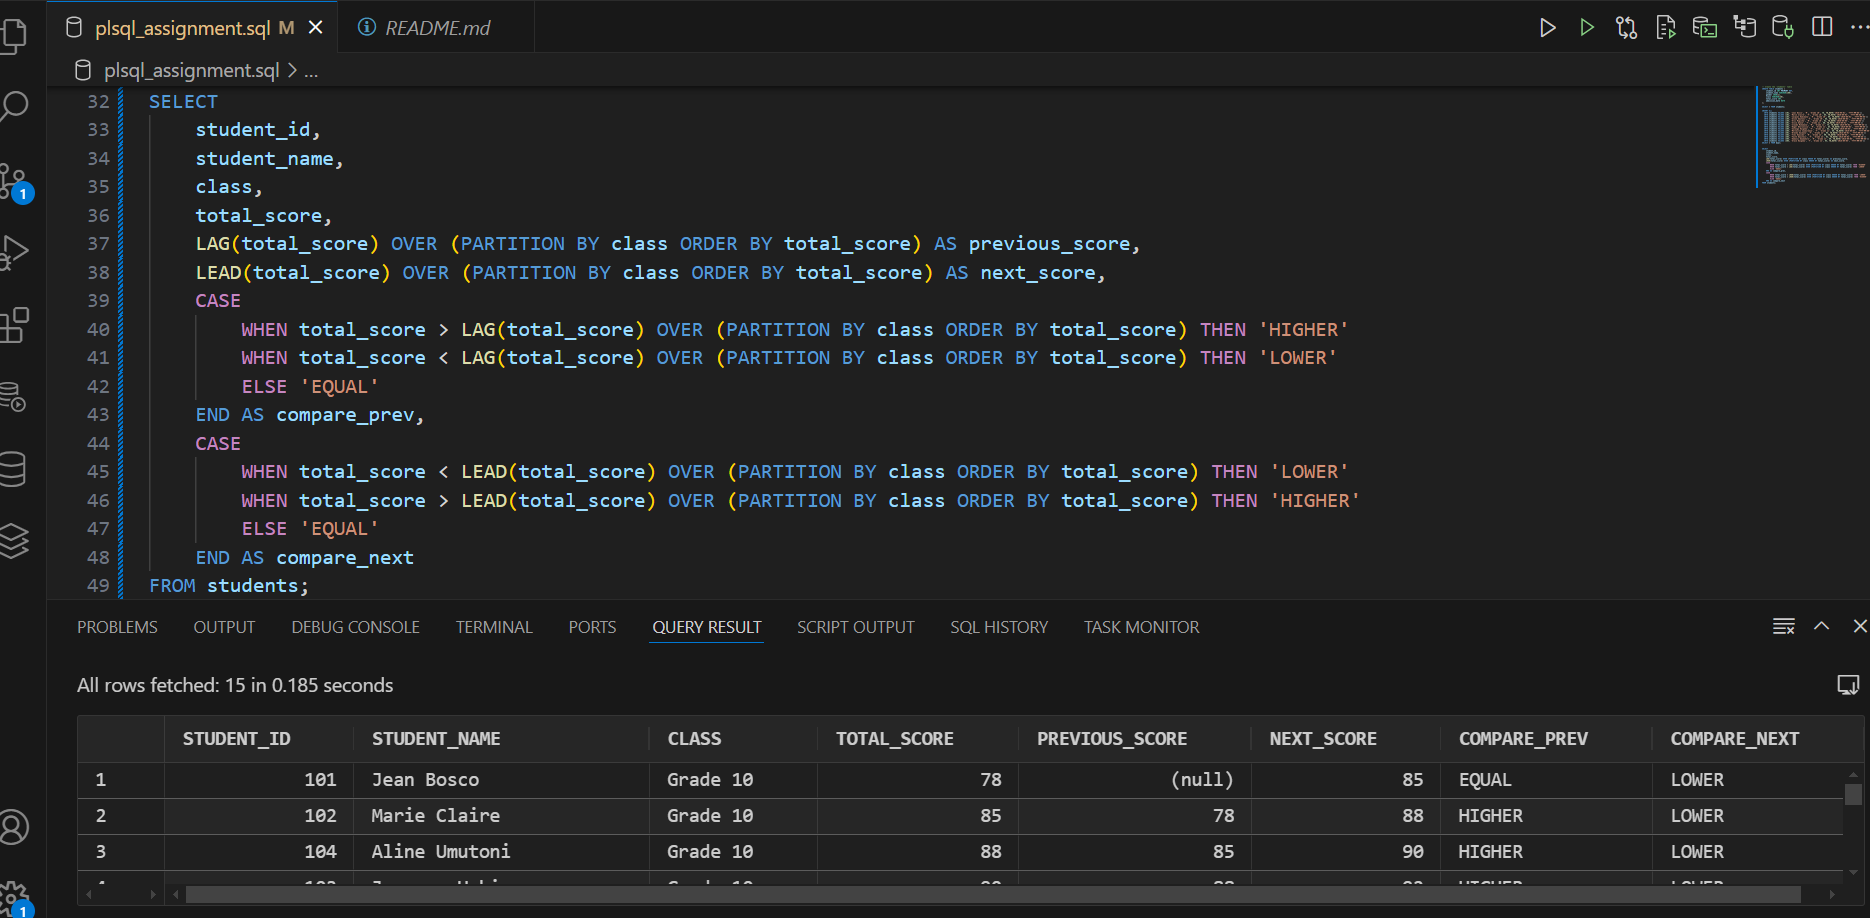 plsql_assignment.sql M
README.md
plsql_assignment.sql > ...
32 SELECT
33 student_id,
34 student_name,
35 class,
36 total_score,
37 LAG(total_score) OVER (PARTITION BY class ORDER BY total_score) AS previous_score,
38 LEAD(total_score) OVER (PARTITION BY class ORDER BY total_score) AS next_score,
39 CASE
40 WHEN total_score > LAG(total_score) OVER (PARTITION BY class ORDER BY total_score) THEN 'HIGHER'
41 WHEN total_score < LAG(total_score) OVER (PARTITION BY class ORDER BY total_score) THEN 'LOWER'
42 ELSE 'EQUAL'
43 END AS compare_prev,
44 CASE
45 WHEN total_score < LEAD(total_score) OVER (PARTITION BY class ORDER BY total_score) THEN 'LOWER'
46 WHEN total_score > LEAD(total_score) OVER (PARTITION BY class ORDER BY total_score) THEN 'HIGHER'
47 ELSE 'EQUAL'
48 END AS compare_next
49 FROM students;
1
1
PROBLEMS OUTPUT DEBUG CONSOLE TERMINAL PORTS QUERY RESULT SCRIPT OUTPUT SQL HISTORY TASK MONITOR
All rows fetched: 15 in 0.185 seconds
STUDENT_ID STUDENT_NAME CLASS TOTAL_SCORE PREVIOUS_SCORE NEXT_SCORE COMPARE_PREV COMPARE_NEXT
1 101 Jean Bosco Grade 10 78 (null) 85 EQUAL LOWER
2 102 Marie Claire Grade 10 85 78 88 HIGHER LOWER
3 104 Aline Umutoni Grade 10 88 85 90 HIGHER LOWER